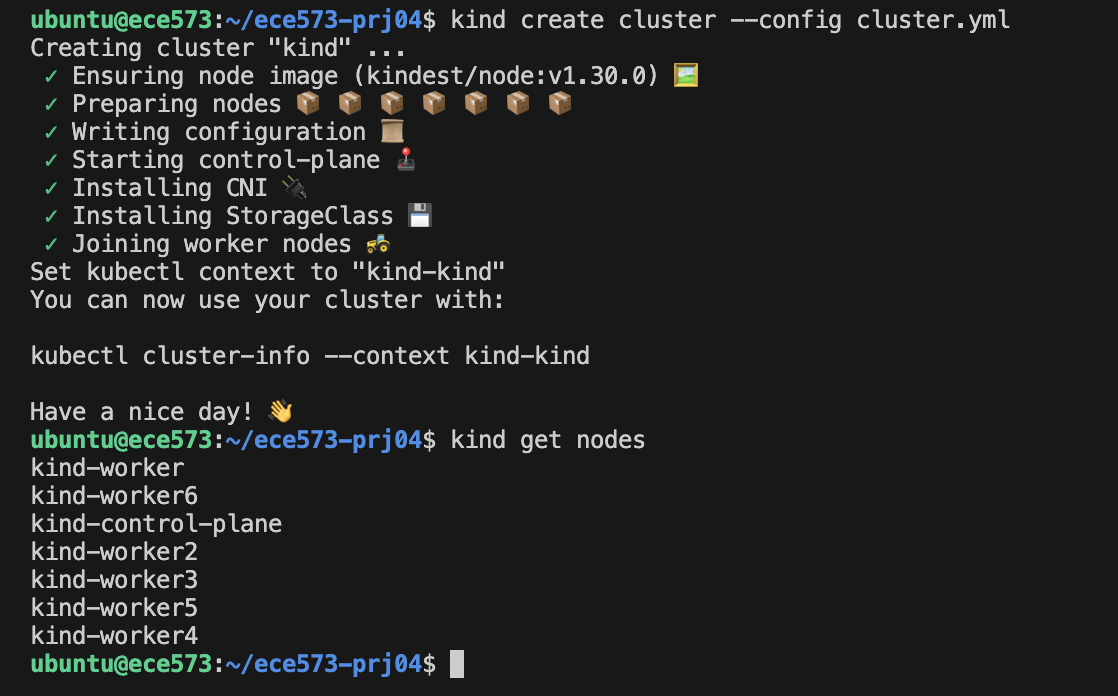 ubuntu@ece573:~/ece573-prj04$ kind create cluster --config cluster.yml
Creating cluster "kind" ...
✓ Ensuring node image (kindest/node:v1.30.0) 🖼
✓ Preparing nodes 📦 📦 📦 📦 📦 📦 📦
✓ Writing configuration 📜
✓ Starting control-plane 🕹️
✓ Installing CNI 🔌
✓ Installing StorageClass 💾
✓ Joining worker nodes 🚜
Set kubectl context to "kind-kind"
You can now use your cluster with:

kubectl cluster-info --context kind-kind

Have a nice day! 👋
ubuntu@ece573:~/ece573-prj04$ kind get nodes
kind-worker
kind-worker6
kind-control-plane
kind-worker2
kind-worker3
kind-worker5
kind-worker4
ubuntu@ece573:~/ece573-prj04$